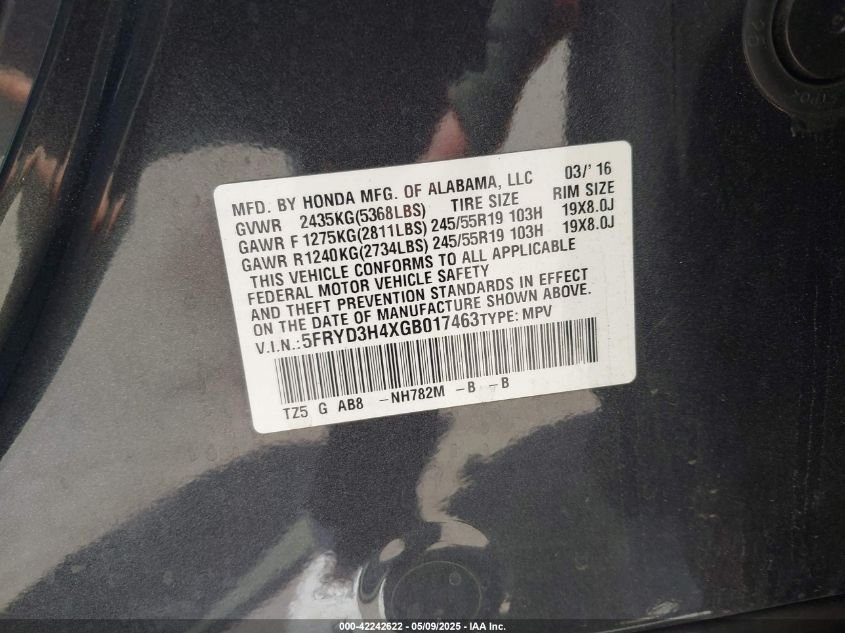 MFD. BY HONDA MFG. OF ALABAMA, LLC 03/' 16
GVWR 2435KG(5368LBS) TIRE SIZE RIM SIZE
GAWR F 1275KG(2811LBS) 245/55R19 103H 19X8.0J
GAWR R1240KG(2734LBS) 245/55R19 103H 19X8.0J
THIS VEHICLE CONFORMS TO ALL APPLICABLE
FEDERAL MOTOR VEHICLE SAFETY
AND THEFT PREVENTION STANDARDS IN EFFECT
ON THE DATE OF MANUFACTURE SHOWN ABOVE.
V.I.N.:5FRYD3H4XGB017463TYPE: MPV
TZ5 G AB8 -NH782M -B -B
000-42242622 - 05/09/2025 - IAA Inc.